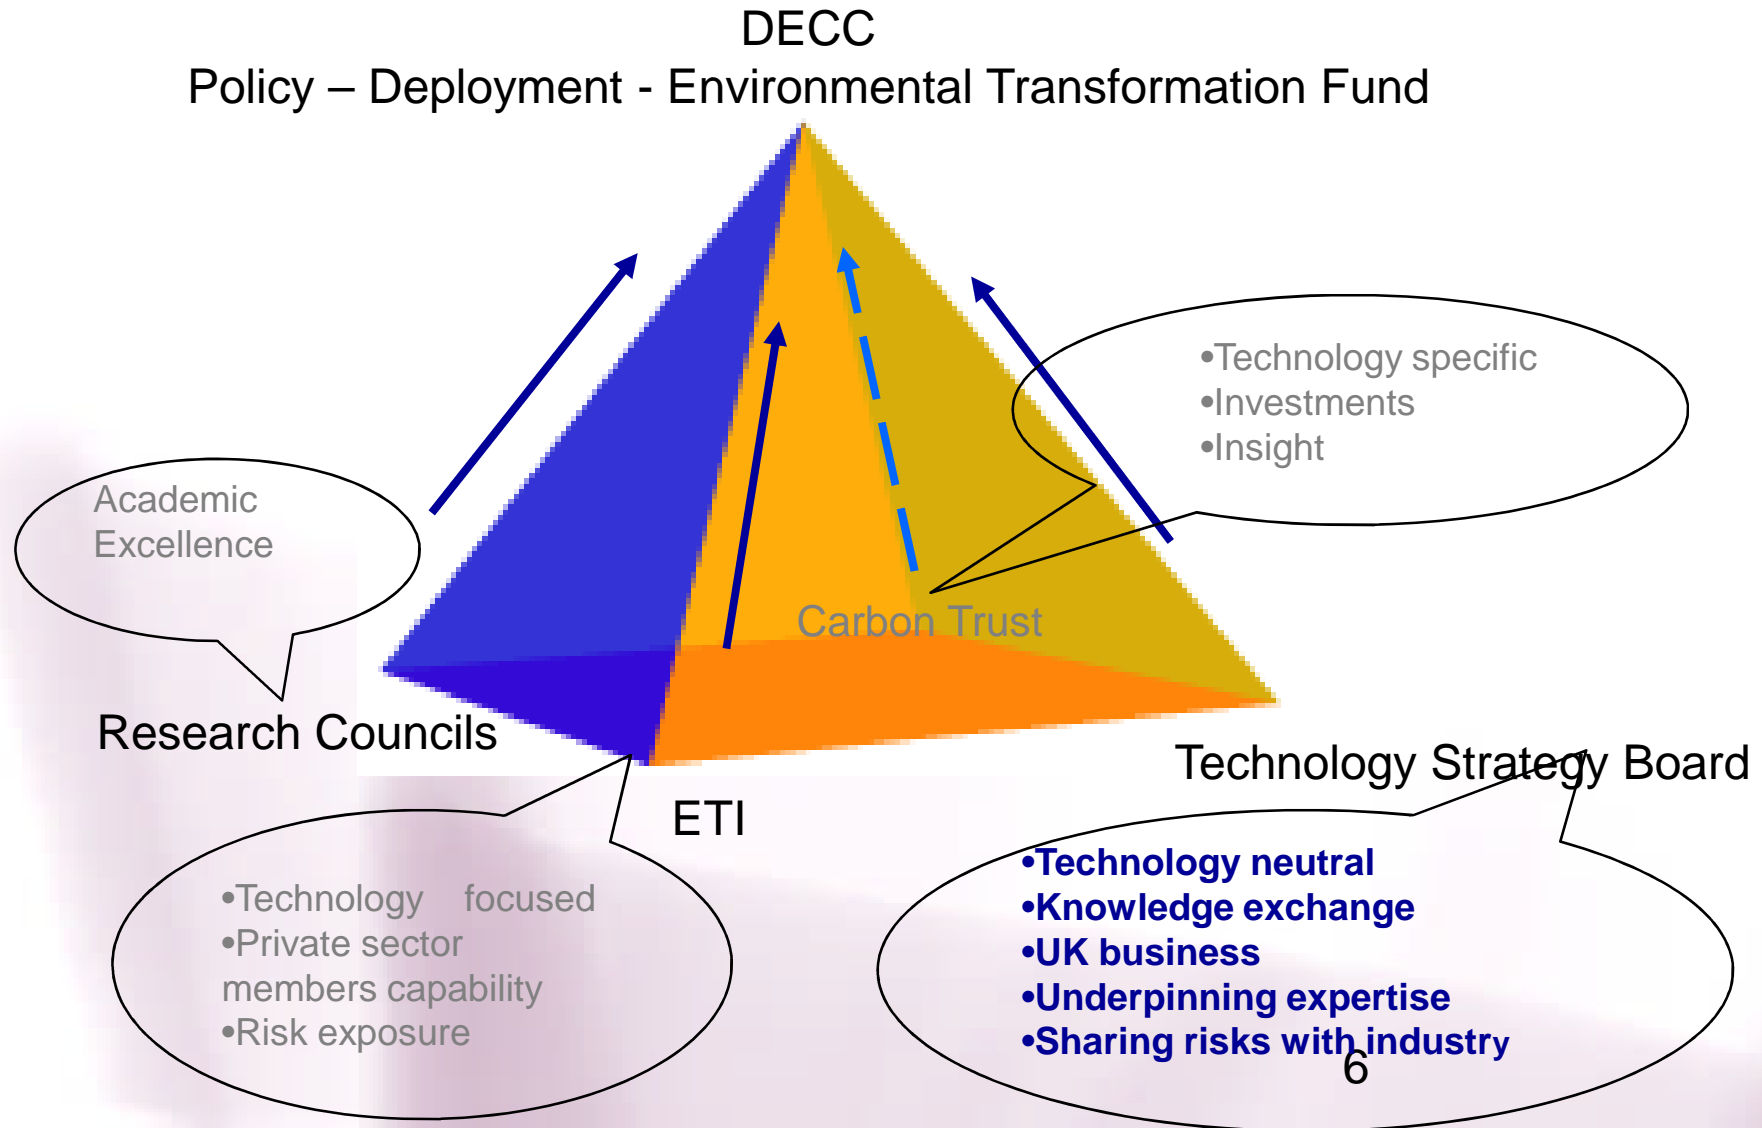 DECC
Policy – Deployment - Environmental Transformation Fund
•Technology specific
•Investments
•Insight
Academic
Excellence
Carbon Trust
Research Councils
Technology Strategy Board
ETI
•Technology focused
•Private sector
members capability
•Risk exposure
•Technology neutral
•Knowledge exchange
•UK business
•Underpinning expertise
•Sharing risks with industry
6